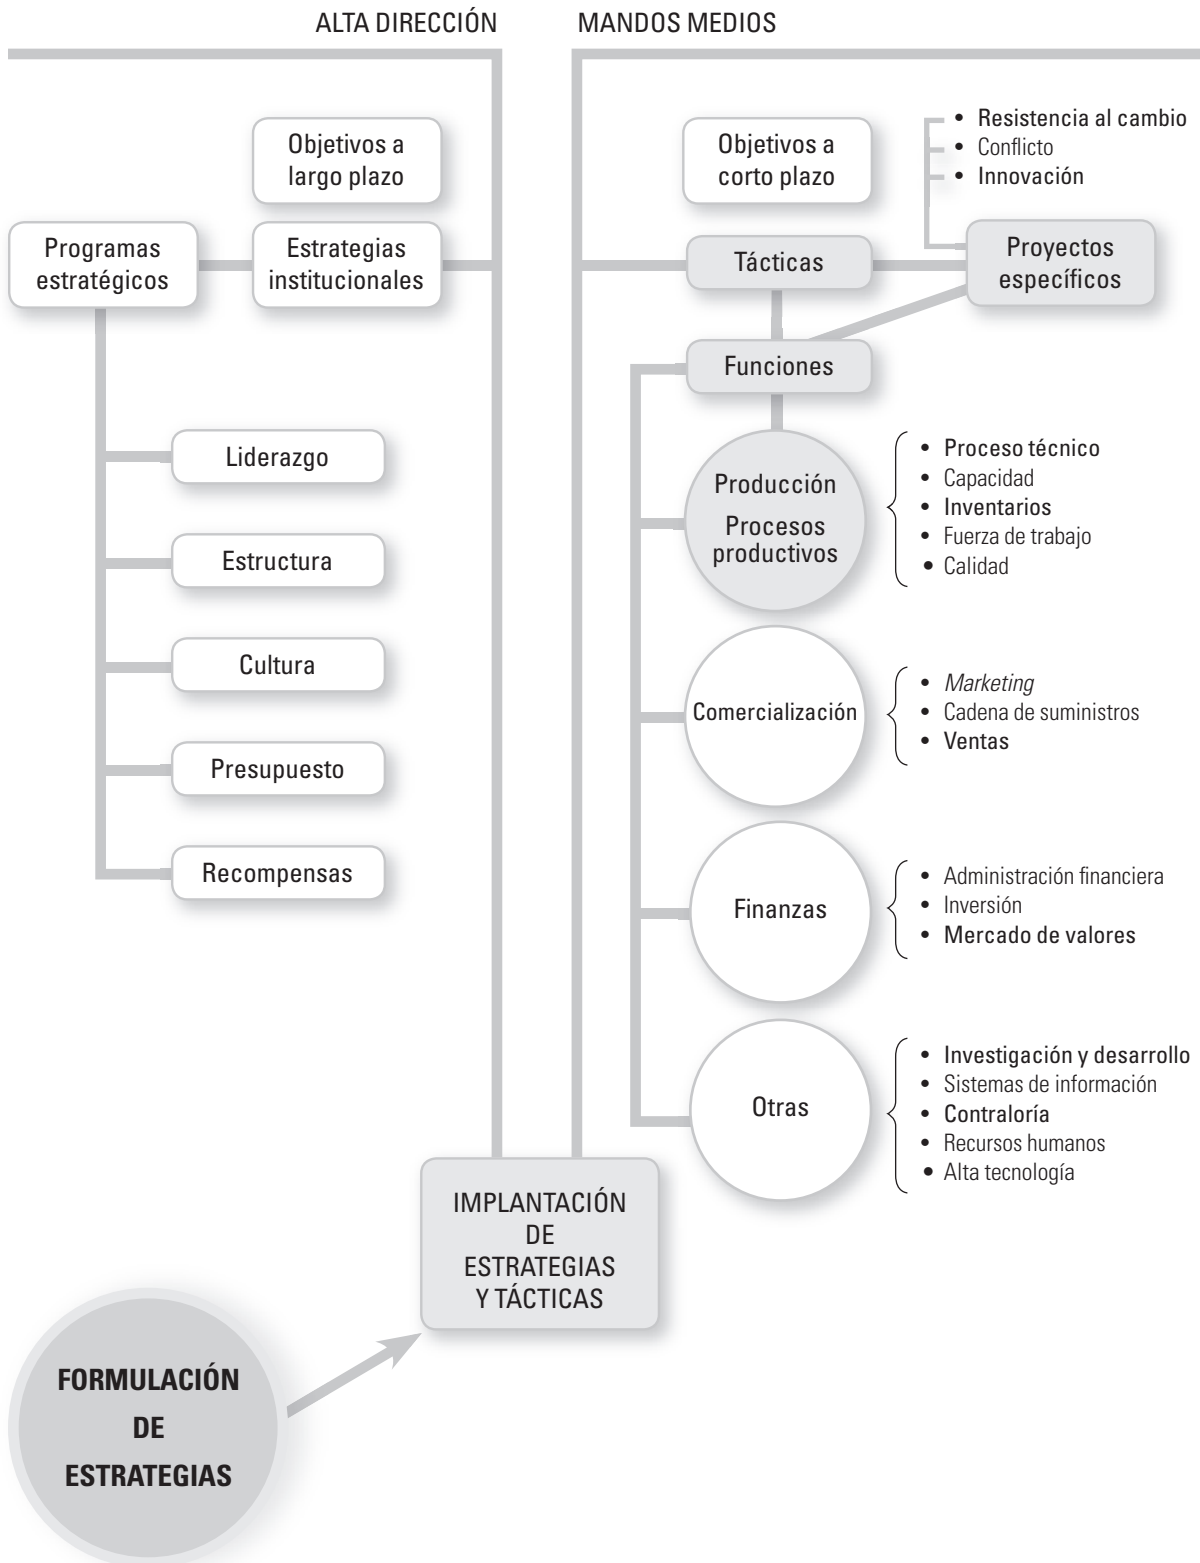 ALTA DIRECCIÓN
MANDOS MEDIOS
Objetivos a
largo plazo
Programas
estratégicos
Estrategias
institucionales
Liderazgo
Estructura
Cultura
Presupuesto
Recompensas
Objetivos a
corto plazo
• Resistencia al cambio
• Conflicto
• Innovación
Tácticas
Proyectos
específicos
Funciones
Producción
Procesos
productivos
• Proceso técnico
• Capacidad
• Inventarios
• Fuerza de trabajo
• Calidad
Comercialización
• Marketing
• Cadena de suministros
• Ventas
Finanzas
• Administración financiera
• Inversión
• Mercado de valores
Otras
• Investigación y desarrollo
• Sistemas de información
• Contraloría
• Recursos humanos
• Alta tecnología
IMPLANTACIÓN
DE
ESTRATEGIAS
Y TÁCTICAS
FORMULACIÓN
DE
ESTRATEGIAS